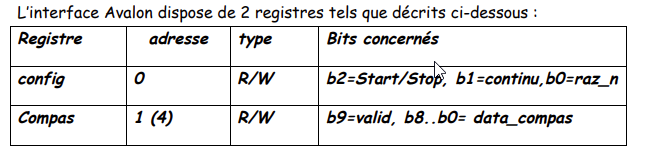 L’interface Avalon dispose de 2 registres tels que décrits ci-dessous :
Registre adresse type Bits concernés
config 0 R/W b2=Start/Stop, b1=continu,b0=raz_n
Compas 1 (4) R/W b9=valid, b8..b0= data_compas